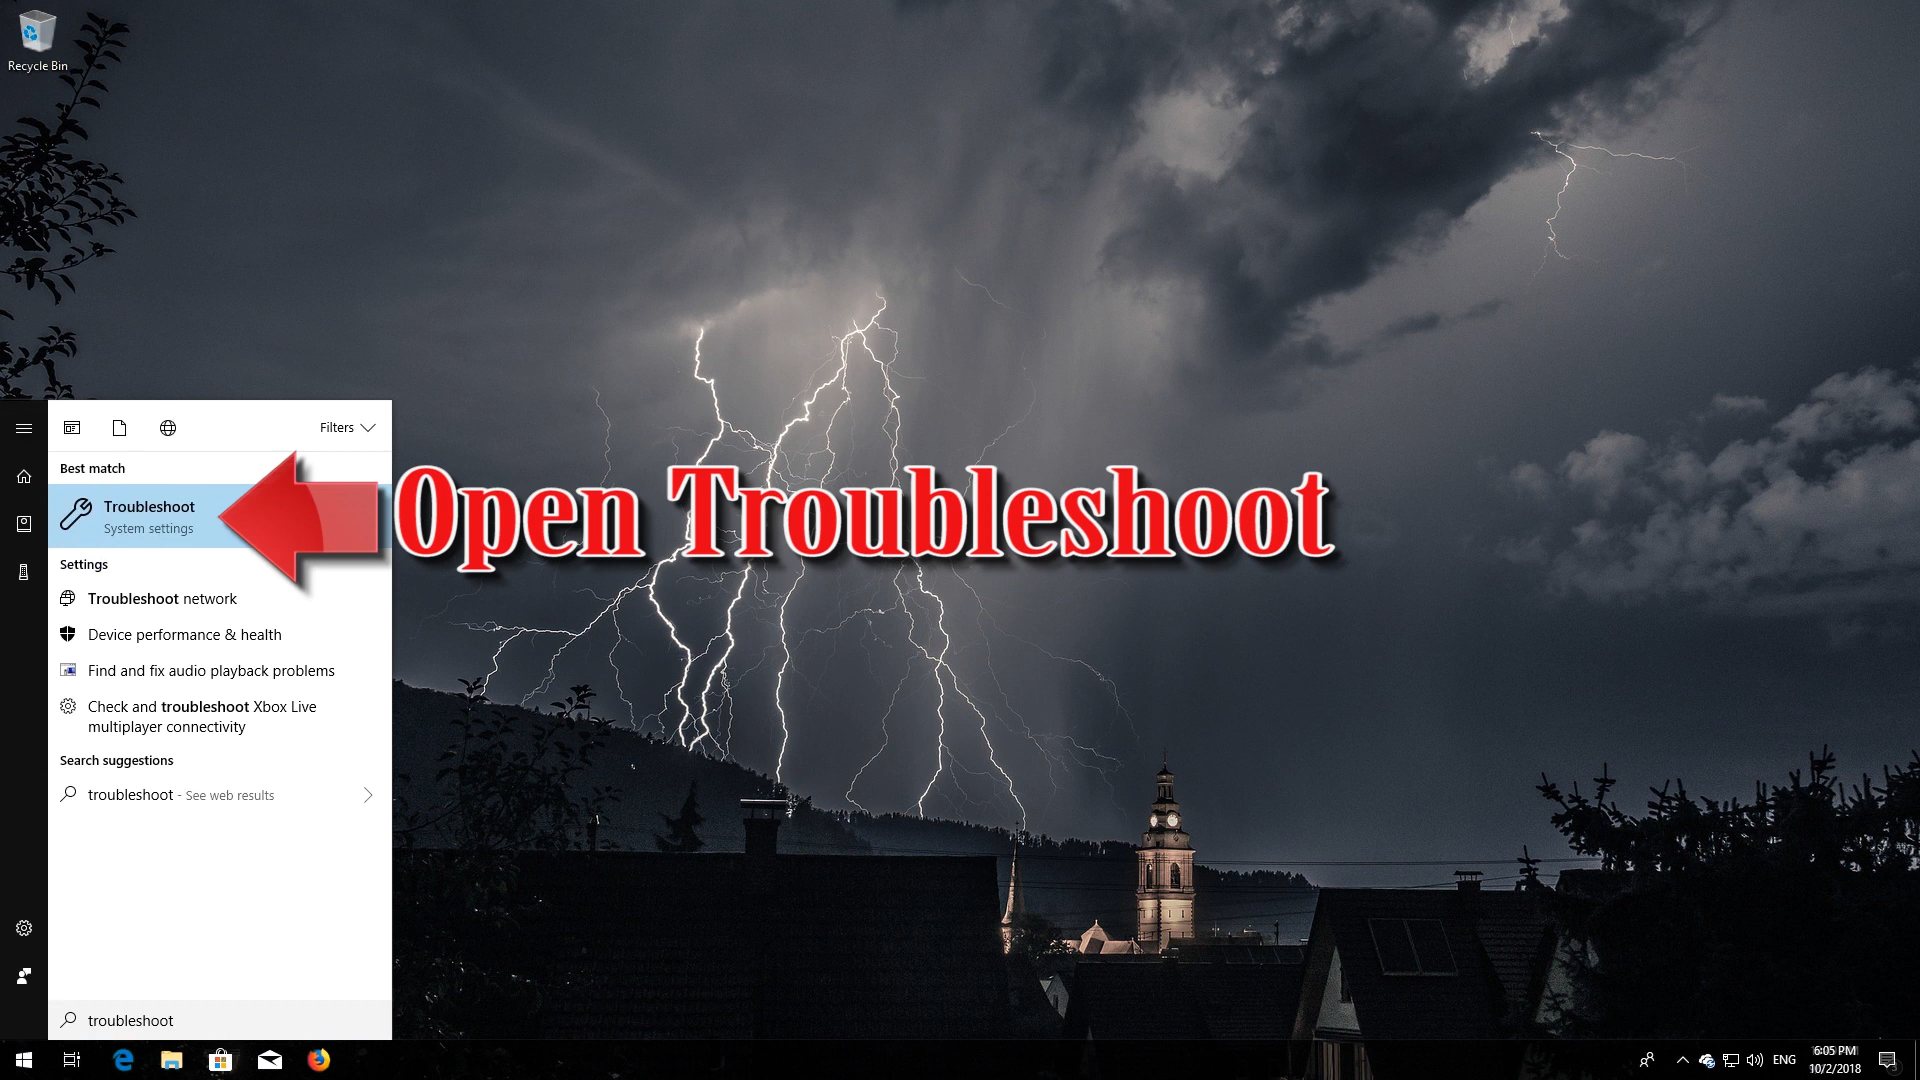 Recycle Bin
Filters
Best match
Troubleshoot
System settings
Open Troubleshoot
Settings
Troubleshoot network
Device performance & health
Find and fix audio playback problems
Check and troubleshoot Xbox Live
multiplayer connectivity
Search suggestions
troubleshoot - See web results
troubleshoot
ENG
6:05 PM
10/2/2018
3